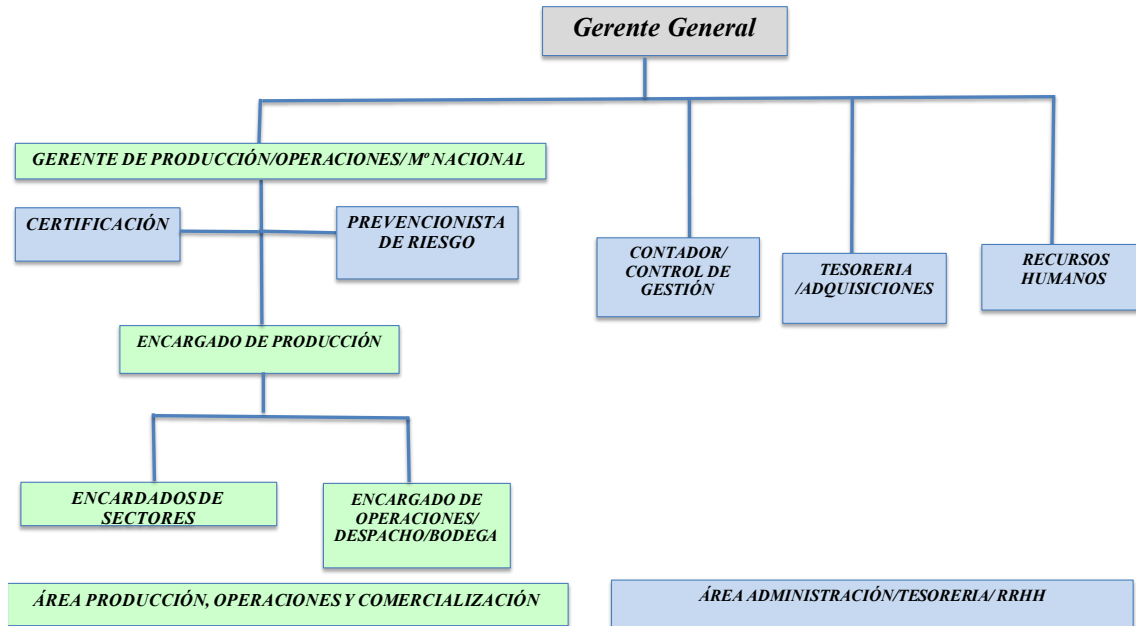 Gerente General
GERENTE DE PRODUCCIÓN/OPERACIONES/ Mº NACIONAL
CERTIFICACIÓN
PREVENCIONISTA
DE RIESGO
CONTADOR/
CONTROL DE
GESTIÓN
TESORERIA
/ADQUISICIONES
RECURSOS
HUMANOS
ENCARGADO DE PRODUCCIÓN
ENCARDADOS DE
SECTORES
ENCARGADO DE
OPERACIONES/
DESPACHO/BODEGA
ÁREA PRODUCCIÓN, OPERACIONES Y COMERCIALIZACIÓN
ÁREA ADMINISTRACIÓN/TESORERIA/ RRHH